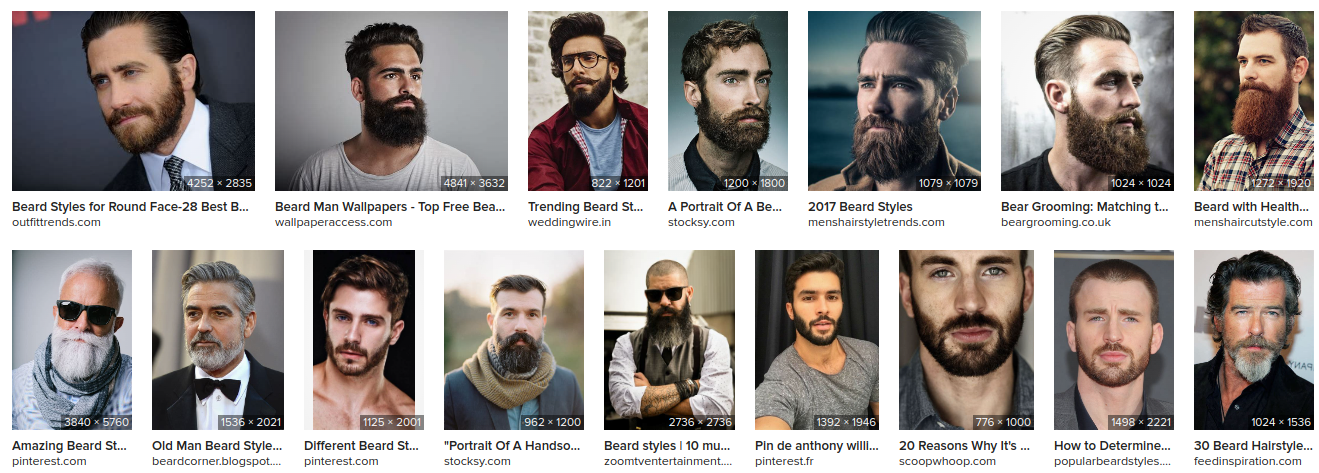 4252 × 2835
4841 × 3632
822 × 1201
1200 × 1800
1079 × 1079
1024 × 1024
1272 × 1920
Beard Styles for Round Face-28 Best B...
Beard Man Wallpapers - Top Free Bea...
Trending Beard St...
A Portrait Of A Be...
2017 Beard Styles
Bear Grooming: Matching t...
Beard with Health...
outfittrends.com
wallpaperaccess.com
weddingwire.in
stocksy.com
menshairstyletrends.com
beargrooming.co.uk
menshaircutstyle.com
3840 × 5760
1536 × 2021
1125 × 2001
962 × 1200
2736 × 2736
1392 × 1946
776 × 1000
1498 × 2221
1024 × 1536
Amazing Beard St...
Old Man Beard Style...
Different Beard St...
"Portrait Of A Handso...
Beard styles | 10 mu...
Pin de anthony willi...
20 Reasons Why It's ...
How to Determine...
30 Beard Hairstyle...
pinterest.com
beardcorner.blogspot....
pinterest.com
stocksy.com
zoomtventertainment....
pinterest.fr
scoopwhoop.com
popularbeardstyles....
feedinspiration.com